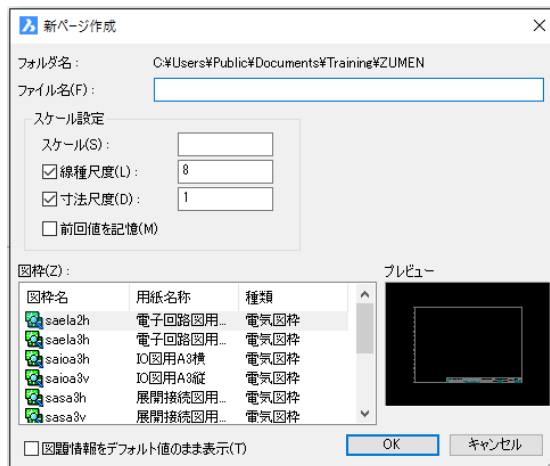 新ページ作成
フォルダ名： C:¥Users¥Public¥Documents¥Training¥ZUMEN
ファイル名(F)：
スケール設定
スケール(S)：
線種尺度(L)： 8
寸法尺度(D)： 1
前回値を記憶(M)
図枠(Z)： プレビュー
図枠名 用紙名称 種類
saela2h 電子回路図用... 電気図枠
saela3h 電子回路図用... 電気図枠
saioa3h IO図用A3横 電気図枠
saioa3v IO図用A3縦 電気図枠
sasa3h 展開接続図用... 電気図枠
sasa3v 展開接続図用... 電気図枠
図題情報をデフォルト値のまま表示(T) OK キャンセル